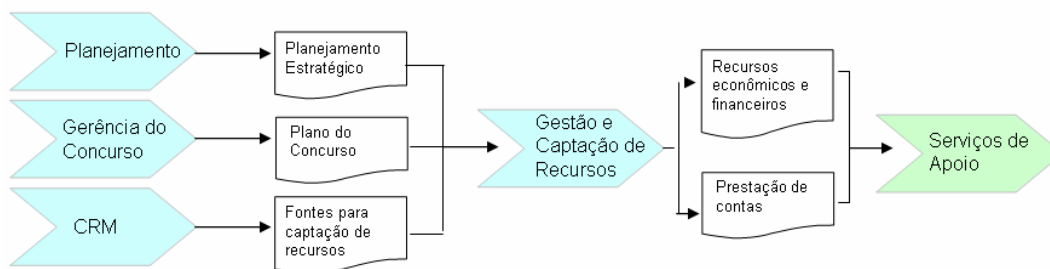 Planejamento
Planejamento
Estratégico
Gerência do
Concurso
Plano do
Concurso
CRM
Fontes para
captação de
recursos
Gestão e
Captação de
Recursos
Recursos
econômicos e
financeiros
Prestação de
contas
Serviços de
Apoio